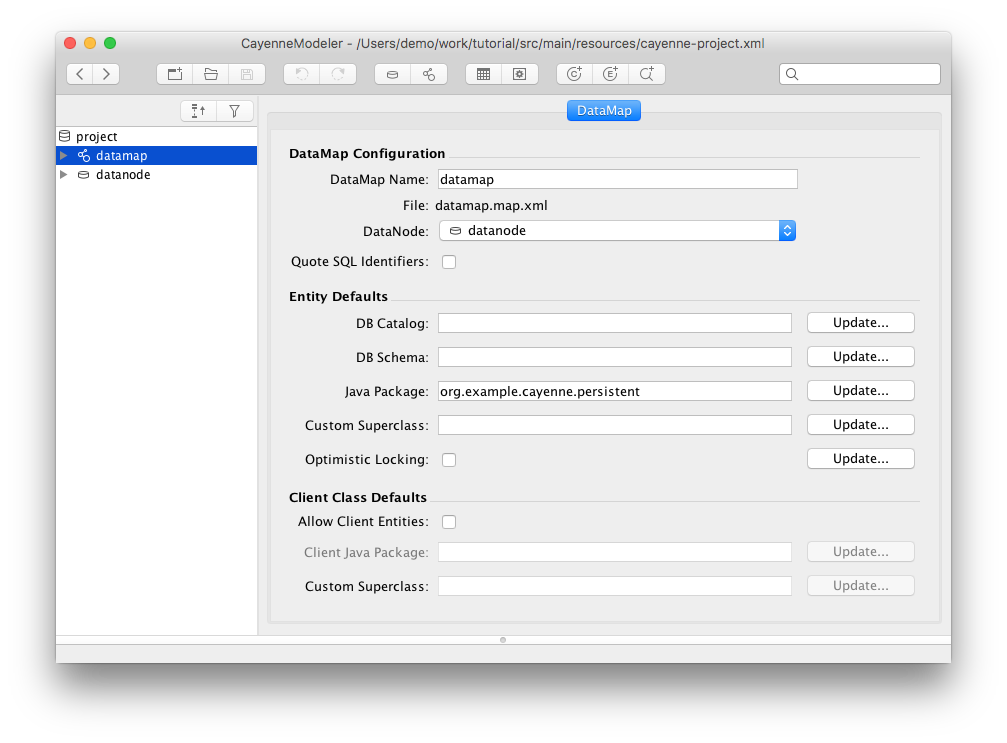 CayenneModeler - /Users/demo/work/tutorial/src/main/resources/cayenne-project.xml
C E
DataMap
project
datamap
datanode
DataMap Configuration
DataMap Name: datamap
File: datamap.map.xml
DataNode: datanode
Quote SQL Identifiers:
Entity Defaults
DB Catalog: Update...
DB Schema: Update...
Java Package: org.example.cayenne.persistent Update...
Custom Superclass: Update...
Optimistic Locking: Update...
Client Class Defaults
Allow Client Entities:
Client Java Package: Update...
Custom Superclass: Update...